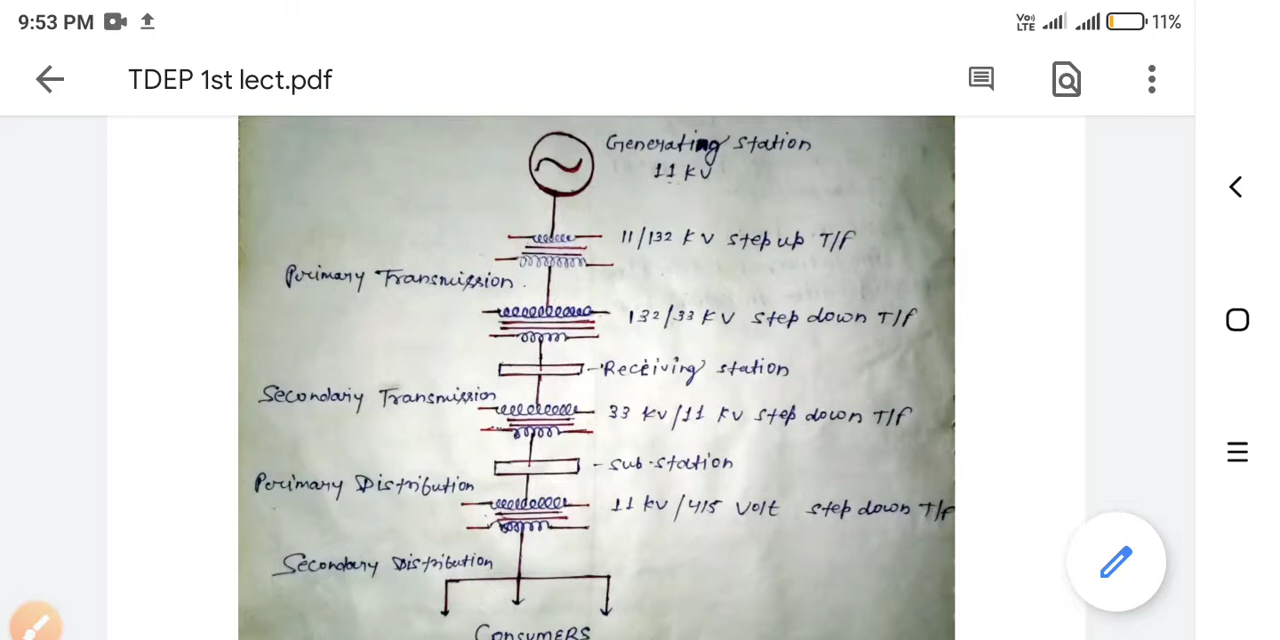 9:53 PM
Vo) LTE 11%
TDEP 1st lect.pdf
Generating station
11 KV
11/132 KV step up T/f
Primary Transmission.
132/33 KV step down T/f
Receiving station
Secondary Transmission
33 KV/11 KV step down T/f
Sub-station
Primary Distribution
11 KV/415 Volt step down T/f
Secondary Distribution
CONSUMERS